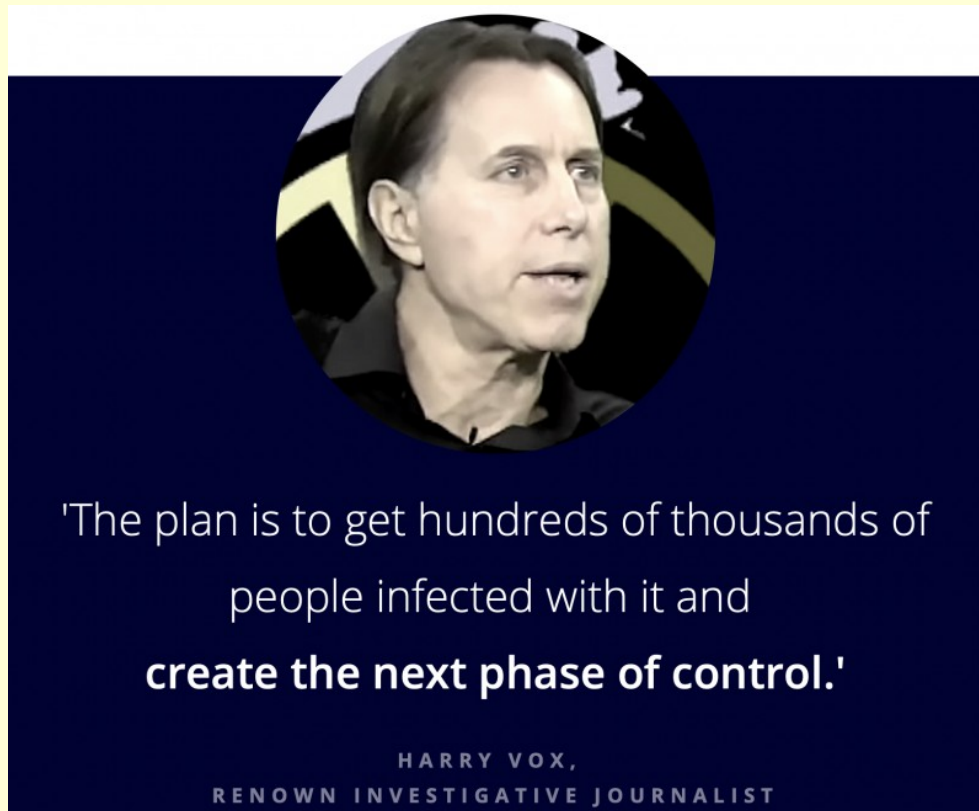 'The plan is to get hundreds of thousands of
people infected with it and
create the next phase of control.'
HARRY VOX,
RENOWN INVESTIGATIVE JOURNALIST